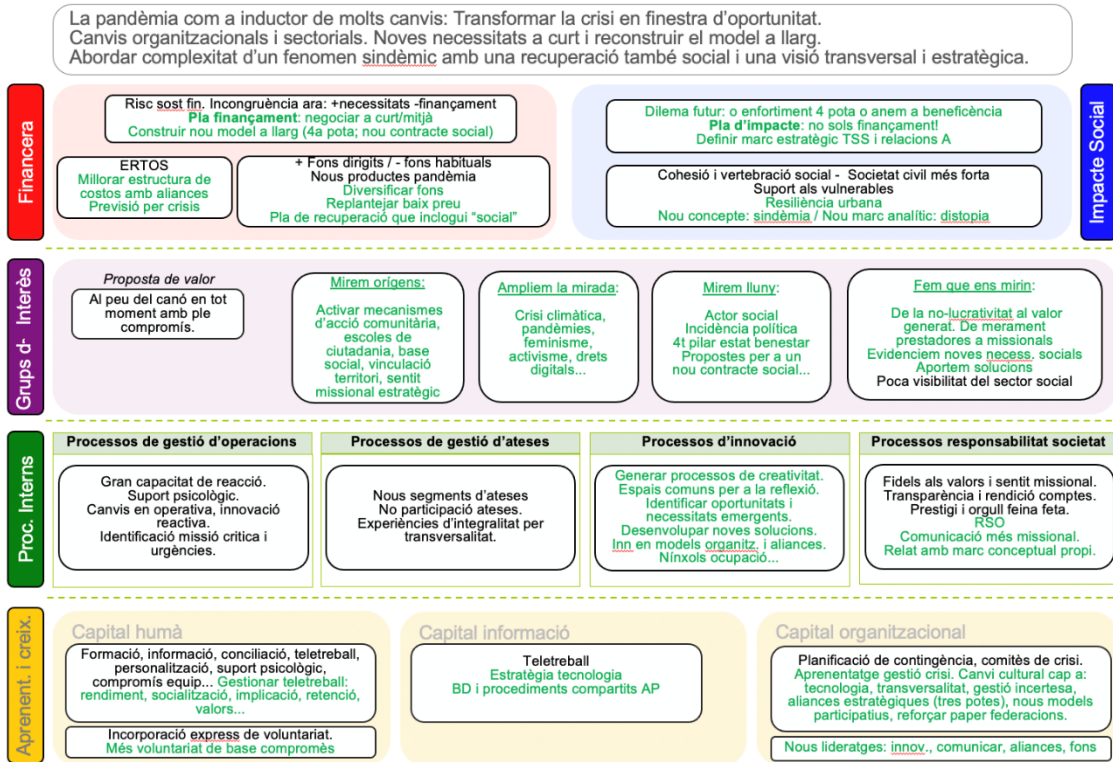 La pandèmia com a inductor de molts canvis: Transformar la crisi en finestra d'oportunitat.
Canvis organitzacionals i sectorials. Noves necessitats a curt i reconstruir el model a llarg.
Abordar complexitat d'un fenomen sindèmic amb una recuperació també social i una visió transversal i estratègica.
Financera
Risc sost fin. Incongruència ara: +necessitats -finançament
Pla finançament: negociar a curt/mitjà
Construir nou model a llarg (4a pota; nou contracte social)
ERTOS
Millorar estructura de
costos amb aliances
Previsió per crisis
+ Fons dirigits / - fons habituals
Nous productes pandèmia
Diversificar fons
Replantejar baix preu
Pla de recuperació que inclogui "social"
Dilema futur: o enfortiment 4 pota o anem a beneficència
Pla d'impacte: no sols finançament!
Definir marc estratègic TSS i relacions A
Cohesió i vertebració social - Societat civil més forta
Suport als vulnerables
Resiliència urbana
Nou concepte: sindèmia / Nou marc analític: distopia
Impacte Social
Grups d- Interès
Proposta de valor
Al peu del canó en tot
moment amb ple
compromís.
Mirem orígens:
Activar mecanismes
d'acció comunitària,
escoles de
ciutadania, base
social, vinculació
territori, sentit
missional estratègic
Ampliem la mirada:
Crisi climàtica,
pandèmies,
feminisme,
activisme, drets
digitals...
Mirem lluny:
Actor social
Incidència política
4t pilar estat benestar
Propostes per a un
nou contracte social...
Fem que ens mirin:
De la no-lucrativitat al valor
generat. De merament
prestadors a missionals
Evidenciem noves necess. socials
Aportem solucions
Poca visibilitat del sector social
Proc. Interns
Processos de gestió d'operacions
Gran capacitat de reacció.
Suport psicològic.
Canvis en operativa, innovació
reactiva.
Identificació missió critica i
urgències.
Processos de gestió d'ateses
Nous segments d'ateses
No participació ateses.
Experiències d'integralitat per
transversalitat.
Processos d'innovació
Generar processos de creativitat.
Espais comuns per a la reflexió.
Identificar oportunitats i
necessitats emergents.
Desenvolupar noves solucions.
Inn en models organitz. i aliances.
Nínxols ocupació...
Processos responsabilitat societat
Fidels als valors i sentit missional.
Transparència i rendició comptes.
Prestigi i orgull feina feta.
RSO
Comunicació més missional.
Relat amb marc conceptual propi.
Aprenent. i creix.
Capital humà
Formació, informació, conciliació, teletreball,
personalització, suport psicològic,
compromís equip... Gestionar teletreball:
rendiment, socialització, implicació, retenció,
valors...
Incorporació express de voluntariat.
Més voluntariat de base compromès
Capital informació
Teletreball
Estratègia tecnologia
BD i procediments compartits AP
Capital organitzacional
Planificació de contingència, comitès de crisi.
Aprenentatge gestió crisi. Canvi cultural cap a:
tecnologia, transversalitat, gestió incertesa,
aliances estratègiques (tres potes), nous models
participatius, reforçar paper federacions.
Nous lideratges: innov., comunicar, aliances, fons